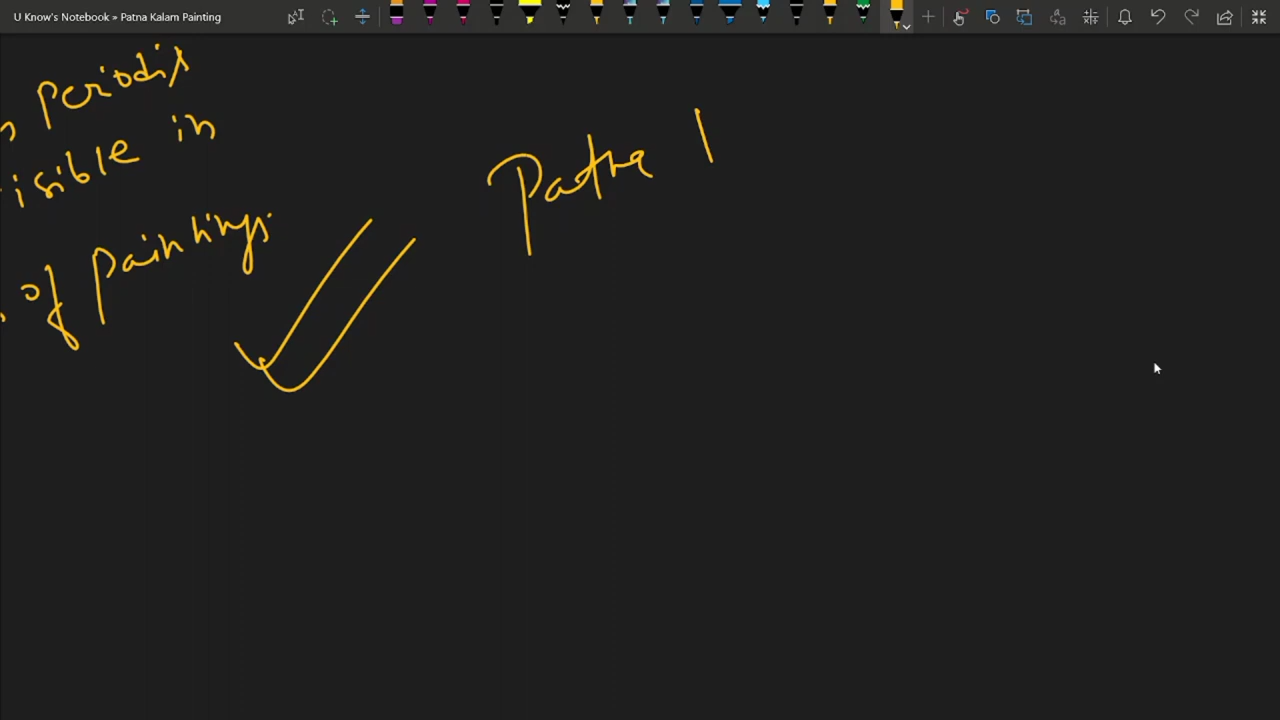 U Know's Notebook » Patna Kalam Painting
periodis
isible in
of paintings.
Patna